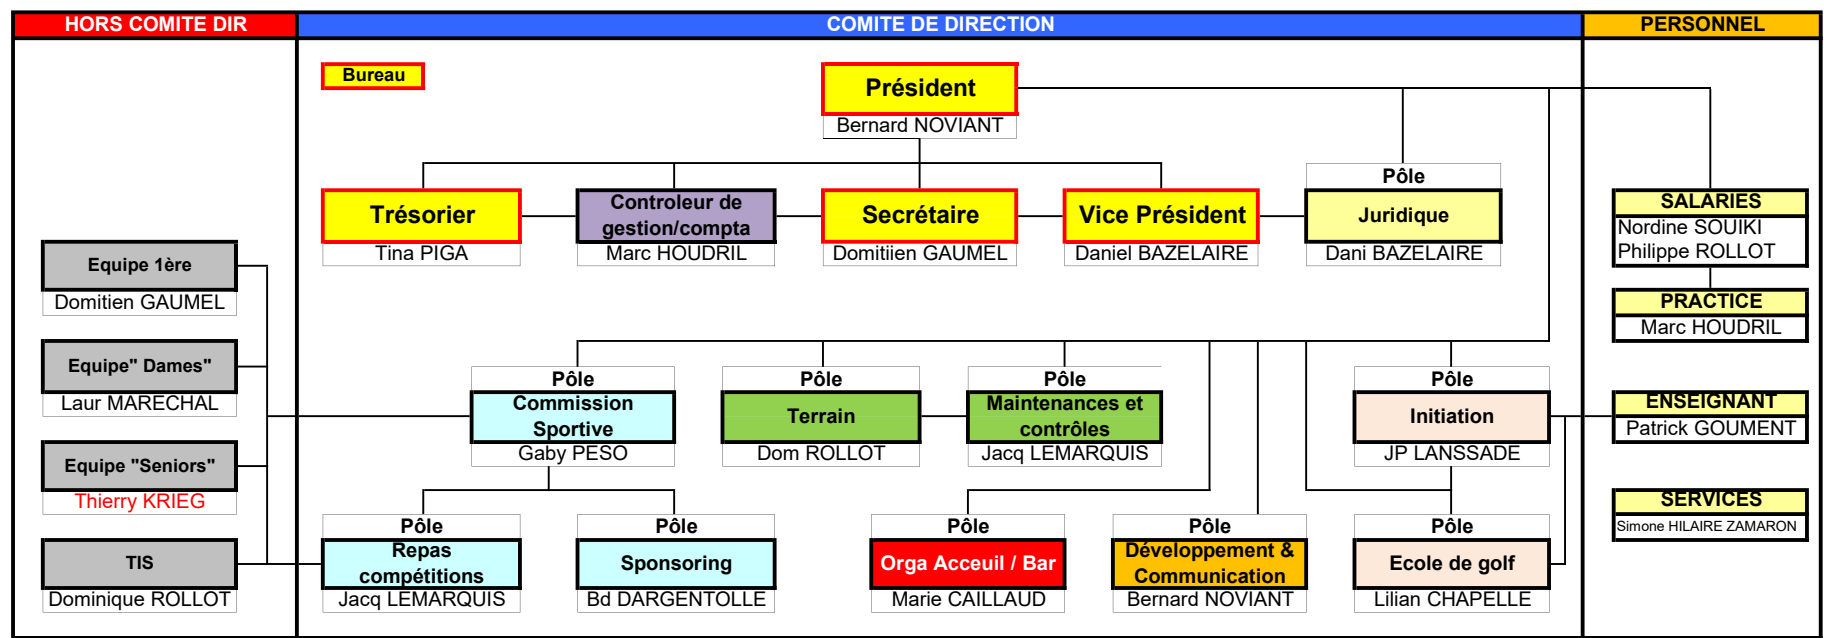 HORS COMITE DIR
COMITE DE DIRECTION
PERSONNEL
Bureau
Président
Bernard NOVIANT
Trésorier
Tina PIGA
Controleur de
gestion/compta
Marc HOUDRIL
Secrétaire
Domitiien GAUMEL
Vice Président
Daniel BAZELAIRE
Pôle
Juridique
Dani BAZELAIRE
SALARIES
Nordine SOUIKI
Philippe ROLLOT
PRACTICE
Marc HOUDRIL
Equipe 1ère
Domitien GAUMEL
Equipe" Dames"
Laur MARECHAL
Equipe "Seniors"
Thierry KRIEG
TIS
Dominique ROLLOT
Pôle
Commission
Sportive
Gaby PESO
Pôle
Terrain
Dom ROLLOT
Pôle
Maintenances et
contrôles
Jacq LEMARQUIS
Pôle
Initiation
JP LANSSADE
ENSEIGNANT
Patrick GOUMENT
SERVICES
Simone HILAIRE ZAMARON
Pôle
Repas
compétitions
Jacq LEMARQUIS
Pôle
Sponsoring
Bd DARGENTOLLE
Pôle
Orga Acceuil / Bar
Marie CAILLAUD
Pôle
Développement &
Communication
Bernard NOVIANT
Pôle
Ecole de golf
Lilian CHAPELLE